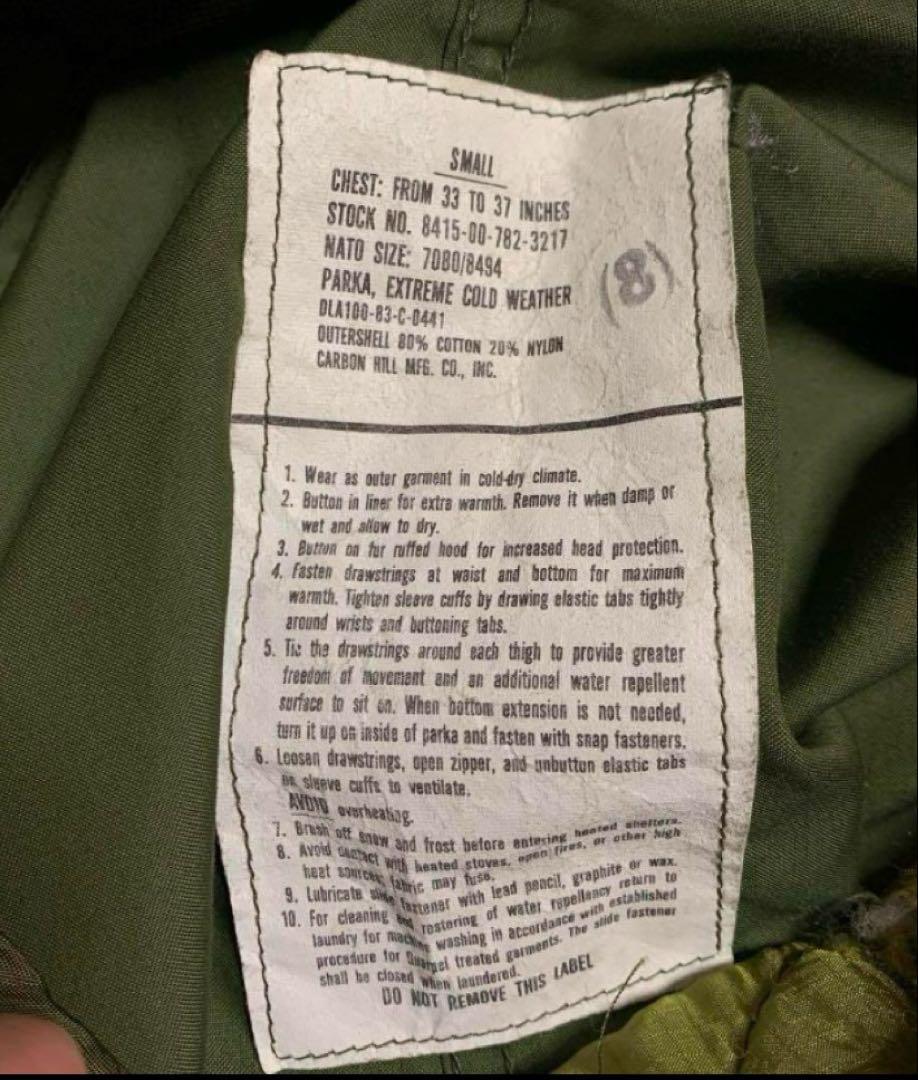 SMALL
CHEST: FROM 33 TO 37 INCHES
STOCK NO. 8415-00-782-3217
NATO SIZE: 7080/8494
PARKA, EXTREME COLD WEATHER
DLA100-83-C-0441
OUTERSHELL 80% COTTON 20% NYLON
CARBON HILL MFG. CO., INC.
(8)
1. Wear as outer garment in cold-dry climate.
2. Button in liner for extra warmth. Remove it when damp or
wet and allow to dry.
3. Button on fur ruffed hood for increased head protection.
4. Fasten drawstrings at waist and bottom for maximum
warmth. Tighten sleeve cuffs by drawing elastic tabs tightly
around wrists and buttoning tabs.
5. Tie the drawstrings around each thigh to provide greater
freedom of movement and an additional water repellent
surface to sit on. When bottom extension is not needed,
turn it up on inside of parka and fasten with snap fasteners.
6. Loosen drawstrings, open zipper, and unbutton elastic tabs
on sleeve cuffs to ventilate.
AVOID overheating.
7. Brush off snow and frost before entering heated shelters.
8. Avoid contact with heated stoves, open fires, or other high
heat sources; fabric may fuse.
9. Lubricate slide fastener with lead pencil, graphite or wax.
10. For cleaning and restoring of water repellancy return to
laundry for machine washing in accordance with established
procedure for Quarpel treated garments. The slide fastener
shall be closed when laundered.
DO NOT REMOVE THIS LABEL